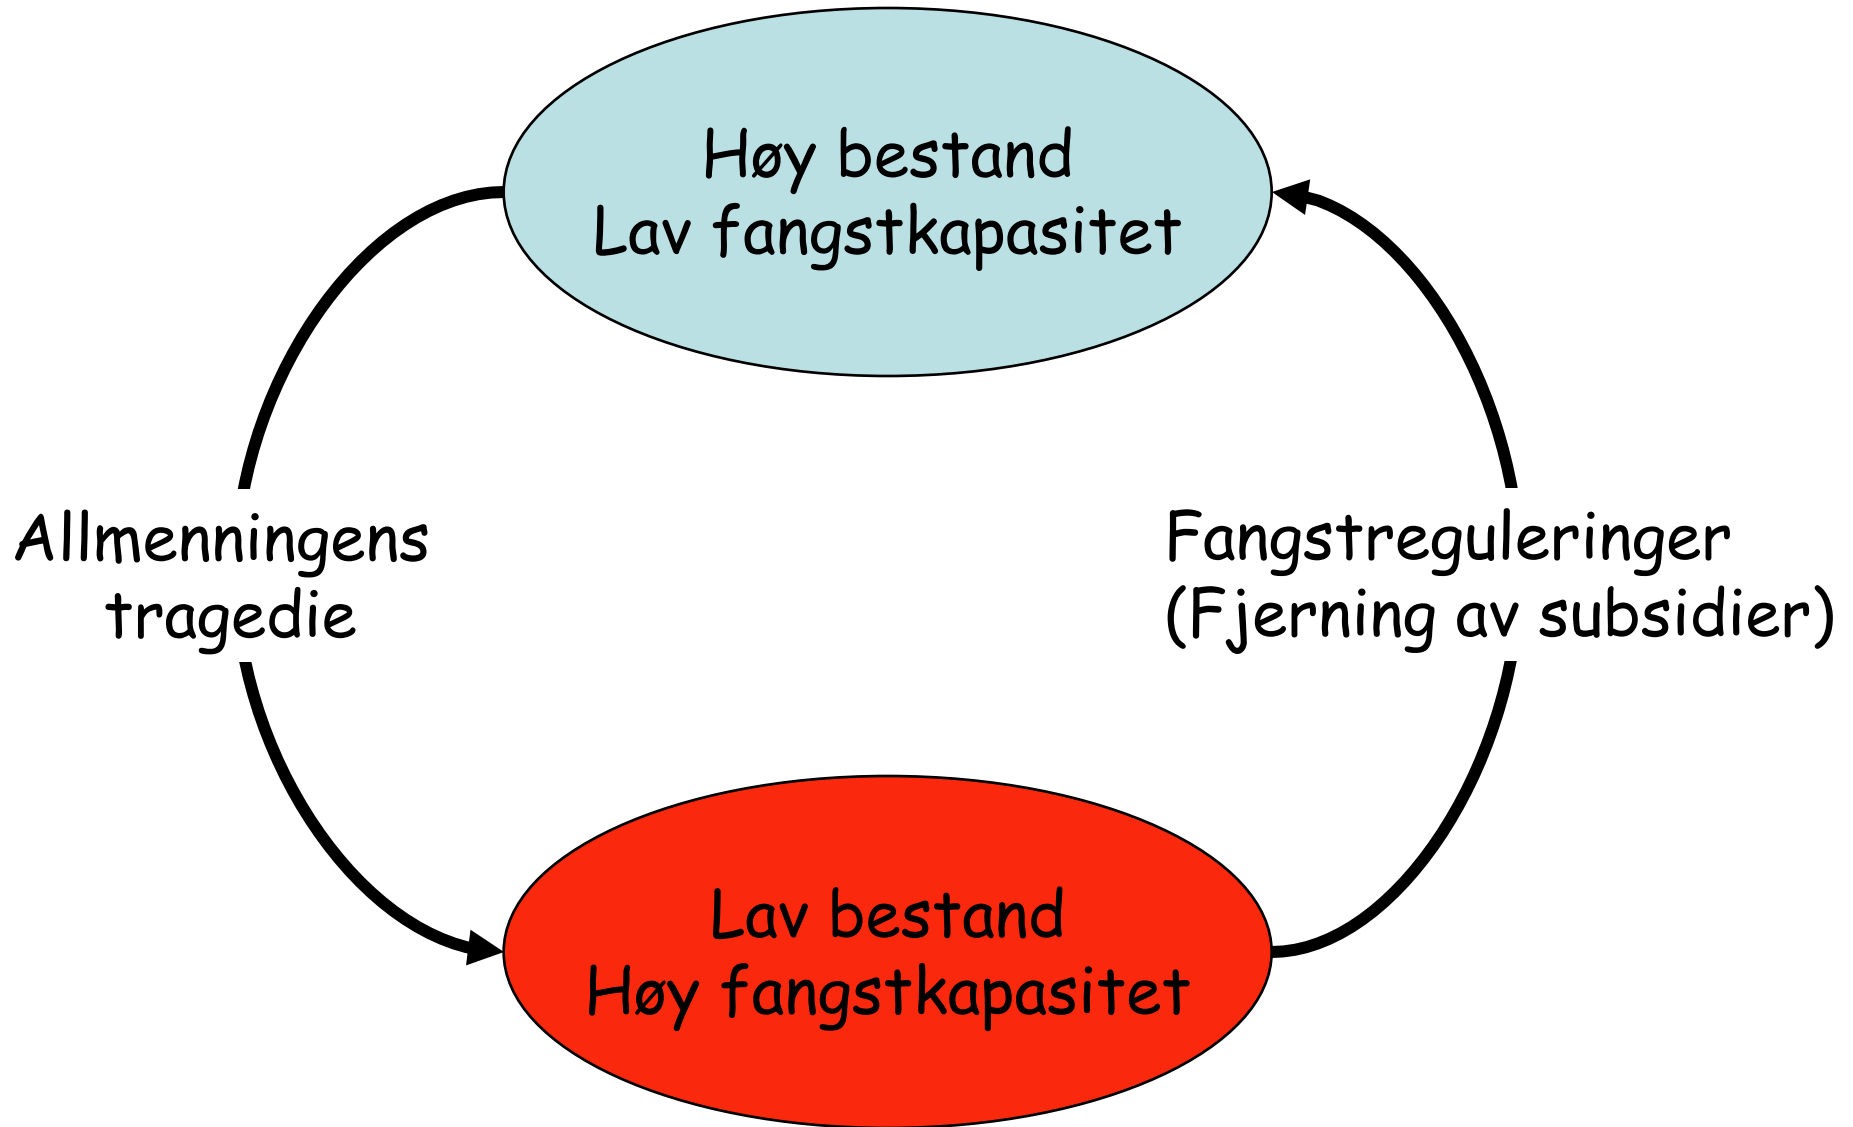 Høy bestand
Lav fangstkapasitet
Allmenningens
tragedie
Fangstreguleringer
(Fjerning av subsidier)
Lav bestand
Høy fangstkapasitet